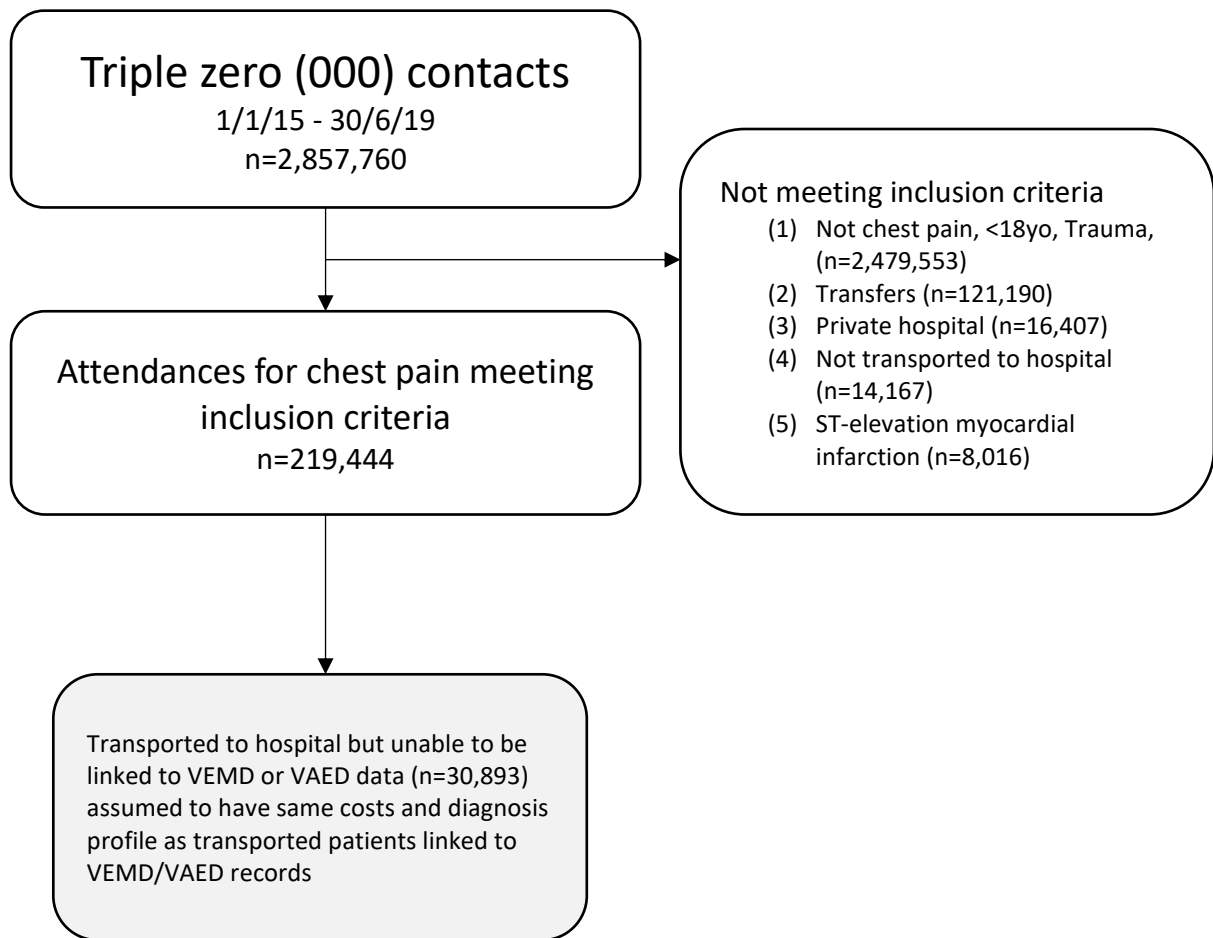 Triple zero (000) contacts
1/1/15 - 30/6/19
n=2,857,760
Not meeting inclusion criteria
(1) Not chest pain, <18yo, Trauma,
(n=2,479,553)
(2) Transfers (n=121,190)
(3) Private hospital (n=16,407)
(4) Not transported to hospital
(n=14,167)
(5) ST-elevation myocardial
infarction (n=8,016)
Attendances for chest pain meeting
inclusion criteria
n=219,444
Transported to hospital but unable to be
linked to VEMD or VAED data (n=30,893)
assumed to have same costs and diagnosis
profile as transported patients linked to
VEMD/VAED records